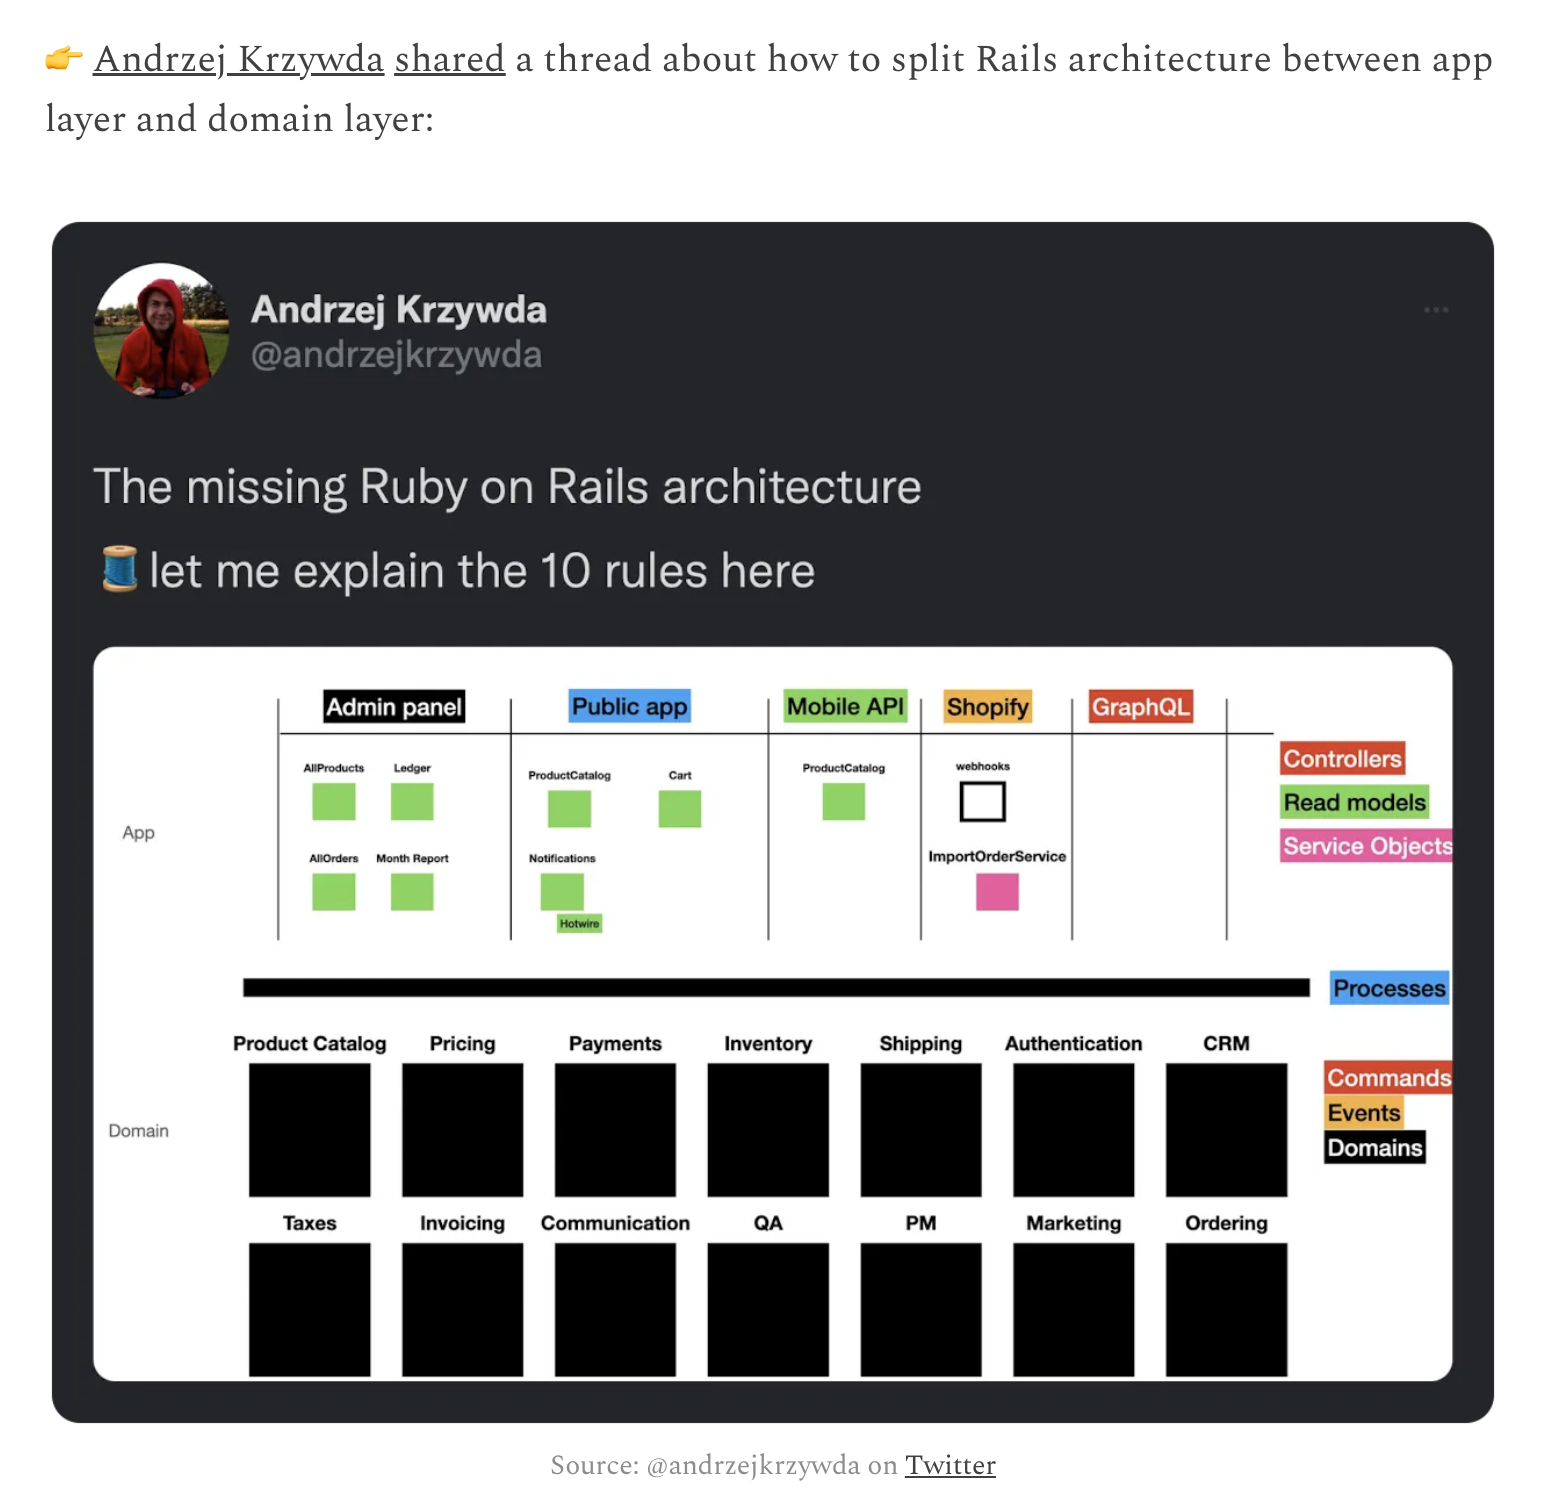 👉 Andrzej Krzywda shared a thread about how to split Rails architecture between app
layer and domain layer:
Andrzej Krzywda
@andrzejkrzywda
The missing Ruby on Rails architecture
🧵 let me explain the 10 rules here
Admin panel Public app Mobile API Shopify GraphQL
Controllers
Read models
Service Objects
App
AllProducts Ledger ProductCatalog Cart ProductCatalog webhooks
AllOrders Month Report Notifications ImportOrderService
Hotwire
Processes
Product Catalog Pricing Payments Inventory Shipping Authentication CRM
Commands
Events
Domains
Domain
Taxes Invoicing Communication QA PM Marketing Ordering
Source: @andrzejkrzywda on Twitter